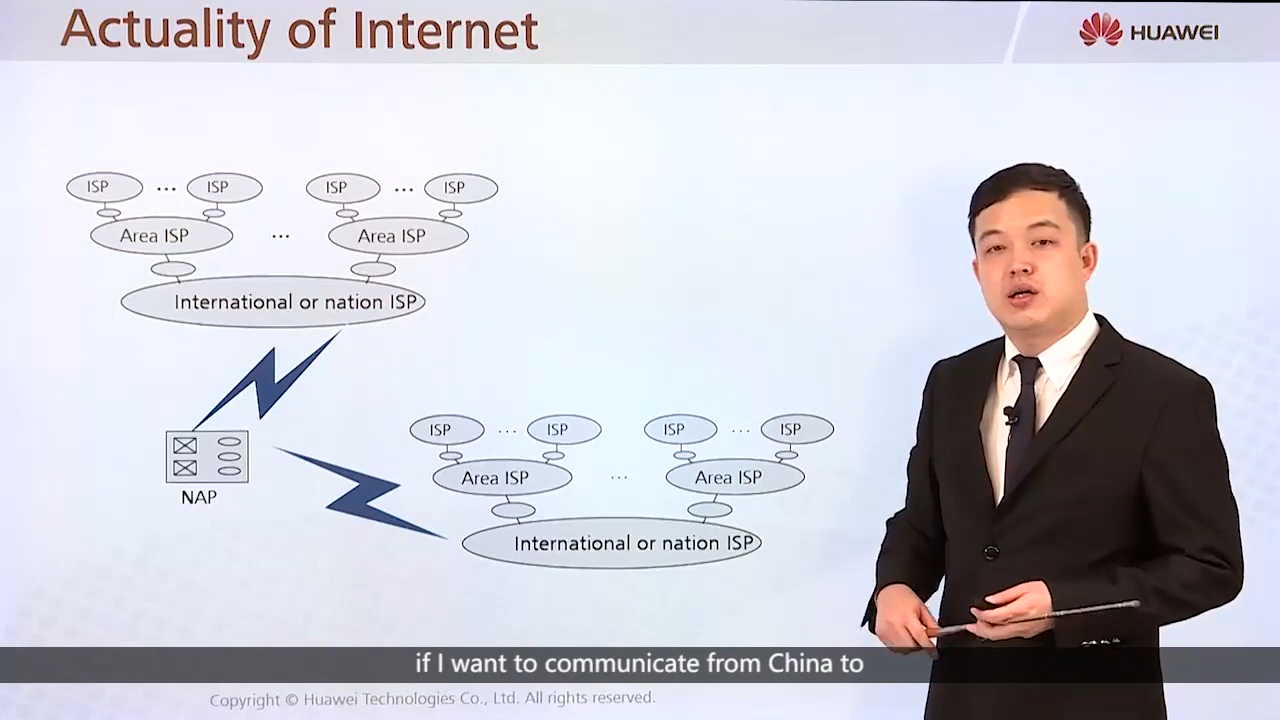 Actuality of Internet
HUAWEI
ISP ... ISP ISP ... ISP
Area ISP ... Area ISP
International or nation ISP
NAP
ISP ... ISP ISP ... ISP
Area ISP ... Area ISP
International or nation ISP
if I want to communicate from China to
Copyright © Huawei Technologies Co., Ltd. All rights reserved.